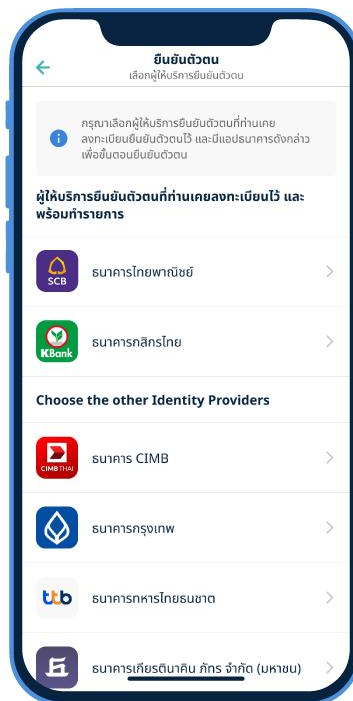 ยืนยันตัวตน
เลือกผู้ให้บริการยืนยันตัวตน
กรุณาเลือกผู้ให้บริการยืนยันตัวตนที่ท่านเคย
ลงทะเบียนยืนยันตัวตนไว้ และมีแอปธนาคารดังกล่าว
เพื่อขั้นตอนยืนยันตัวตน
ผู้ให้บริการยืนยันตัวตนที่ท่านเคยลงทะเบียนไว้ และ
พร้อมทำรายการ
SCB
ธนาคารไทยพาณิชย์
KBank
ธนาคารกสิกรไทย
Choose the other Identity Providers
CIMB THAI
ธนาคาร CIMB
ธนาคารกรุงเทพ
ttb
ธนาคารทหารไทยธนชาต
ธนาคารเกียรตินาคิน ภัทร จำกัด (มหาชน)